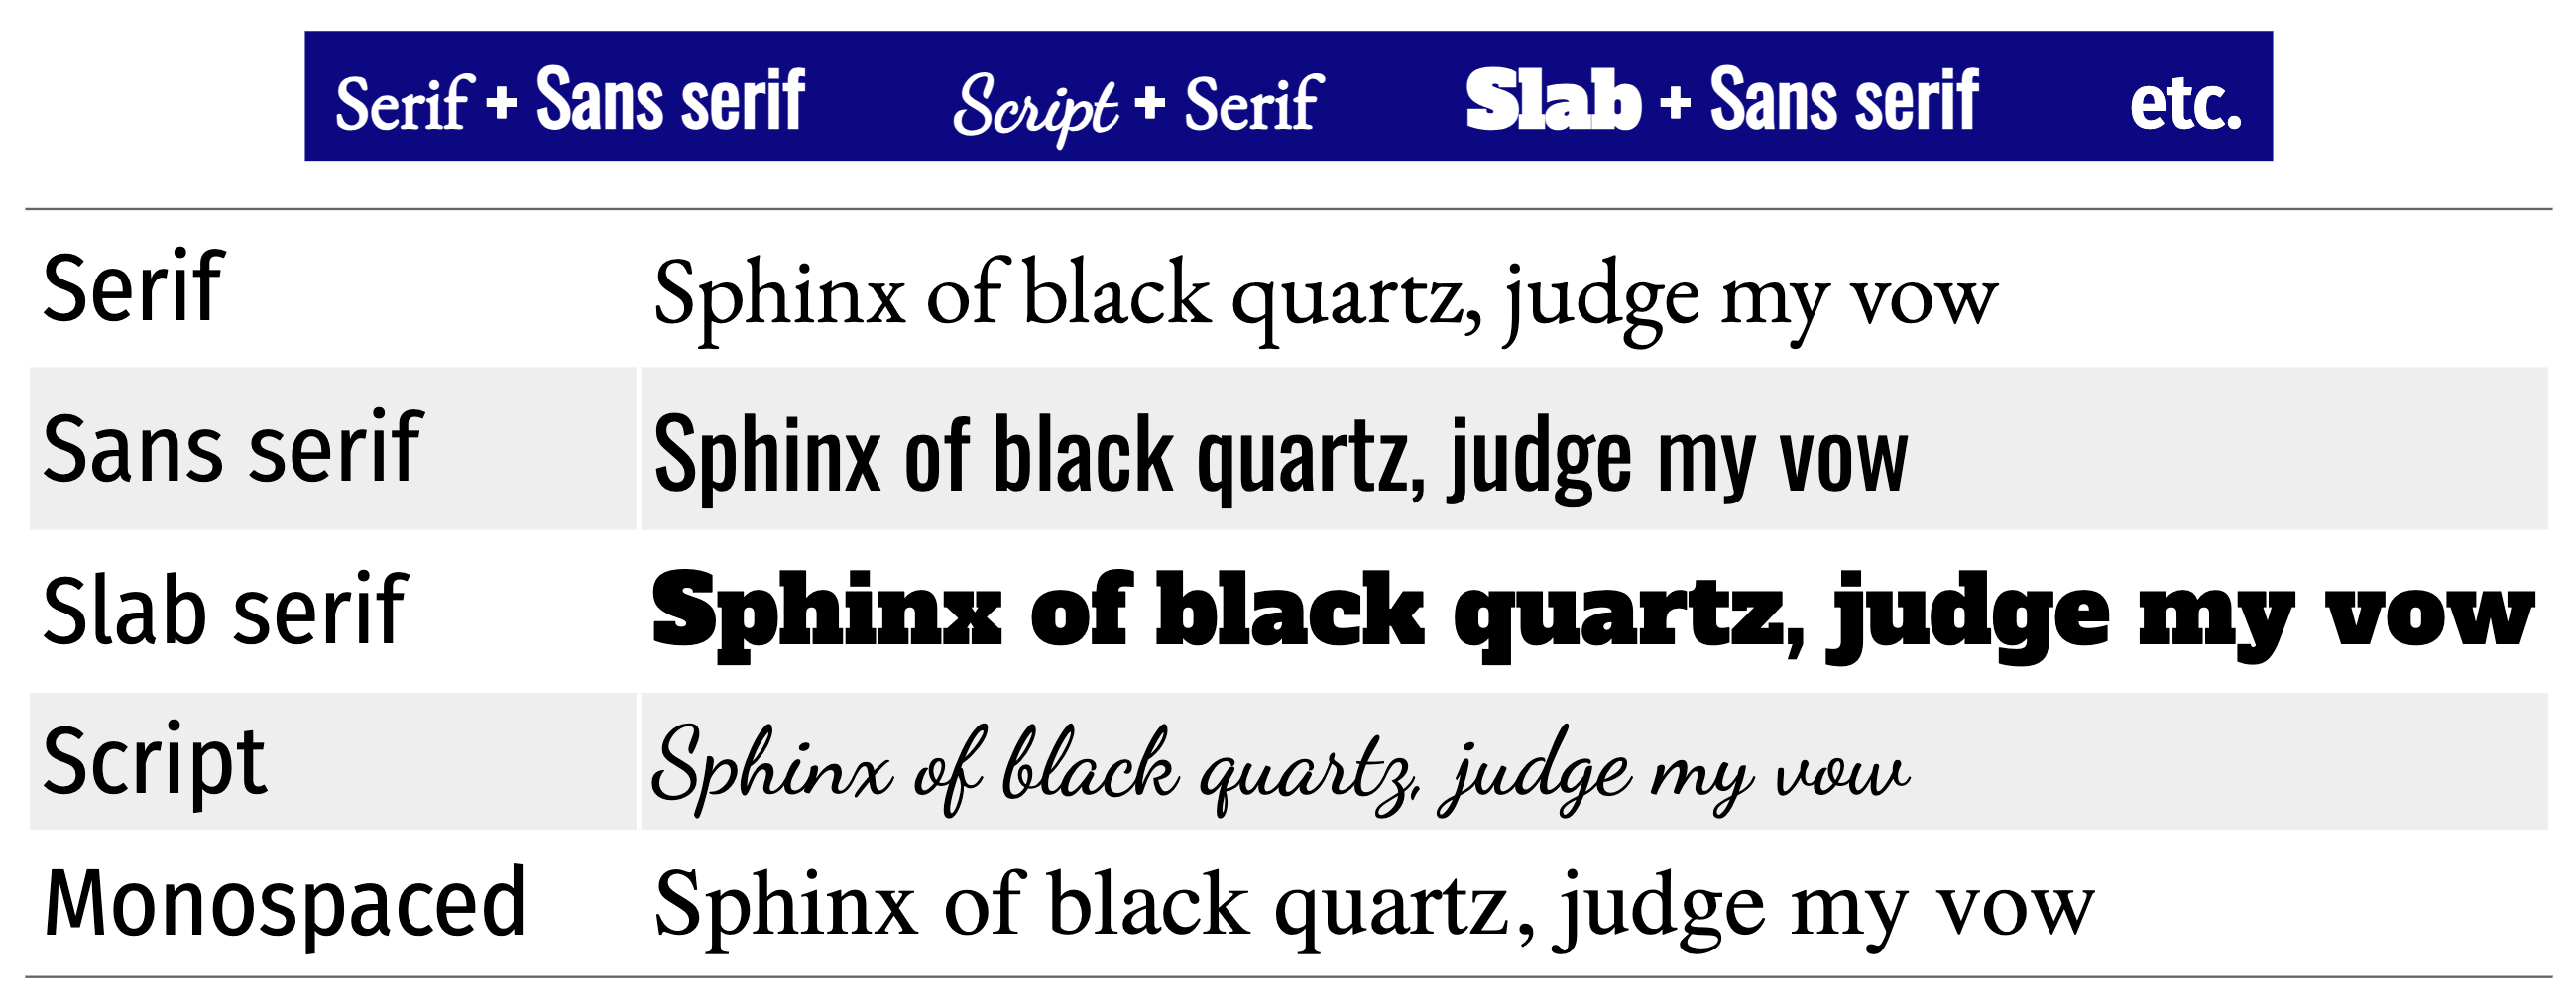 Serif + Sans serif Script + Serif Slab + Sans serif etc.
Serif Sphinx of black quartz, judge my vow
Sans serif Sphinx of black quartz, judge my vow
Slab serif Sphinx of black quartz, judge my vow
Script Sphinx of black quartz, judge my vow
Monospaced Sphinx of black quartz, judge my vow